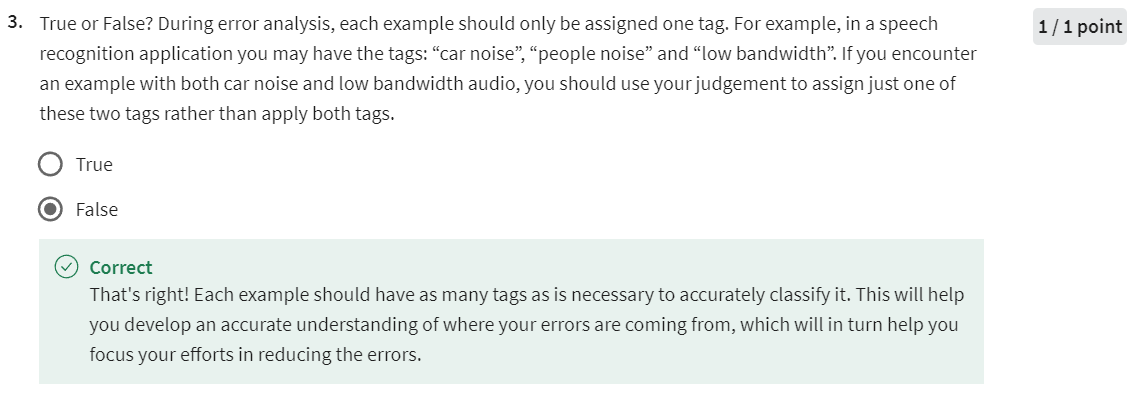 3. True or False? During error analysis, each example should only be assigned one tag. For example, in a speech
1 / 1 point
recognition application you may have the tags: “car noise”, “people noise” and “low bandwidth”. If you encounter
an example with both car noise and low bandwidth audio, you should use your judgement to assign just one of
these two tags rather than apply both tags.
True
False
Correct
That's right! Each example should have as many tags as is necessary to accurately classify it. This will help
you develop an accurate understanding of where your errors are coming from, which will in turn help you
focus your efforts in reducing the errors.